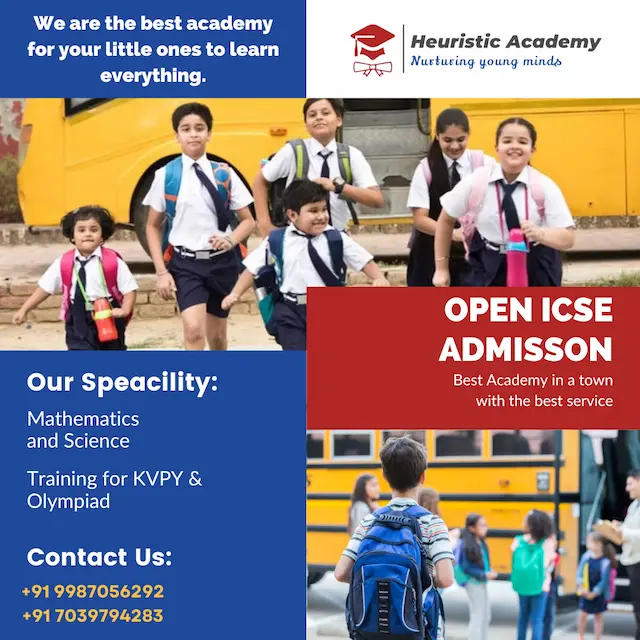 We are the best academy
for your little ones to learn
everything.
Heuristic Academy
Nurturing young minds
OPEN ICSE
ADMISSON
Best Academy in a town
with the best service
Our Speacility:
Mathematics
and Science
Training for KVPY &
Olympiad
Contact Us:
+91 9987056292
+91 7039794283